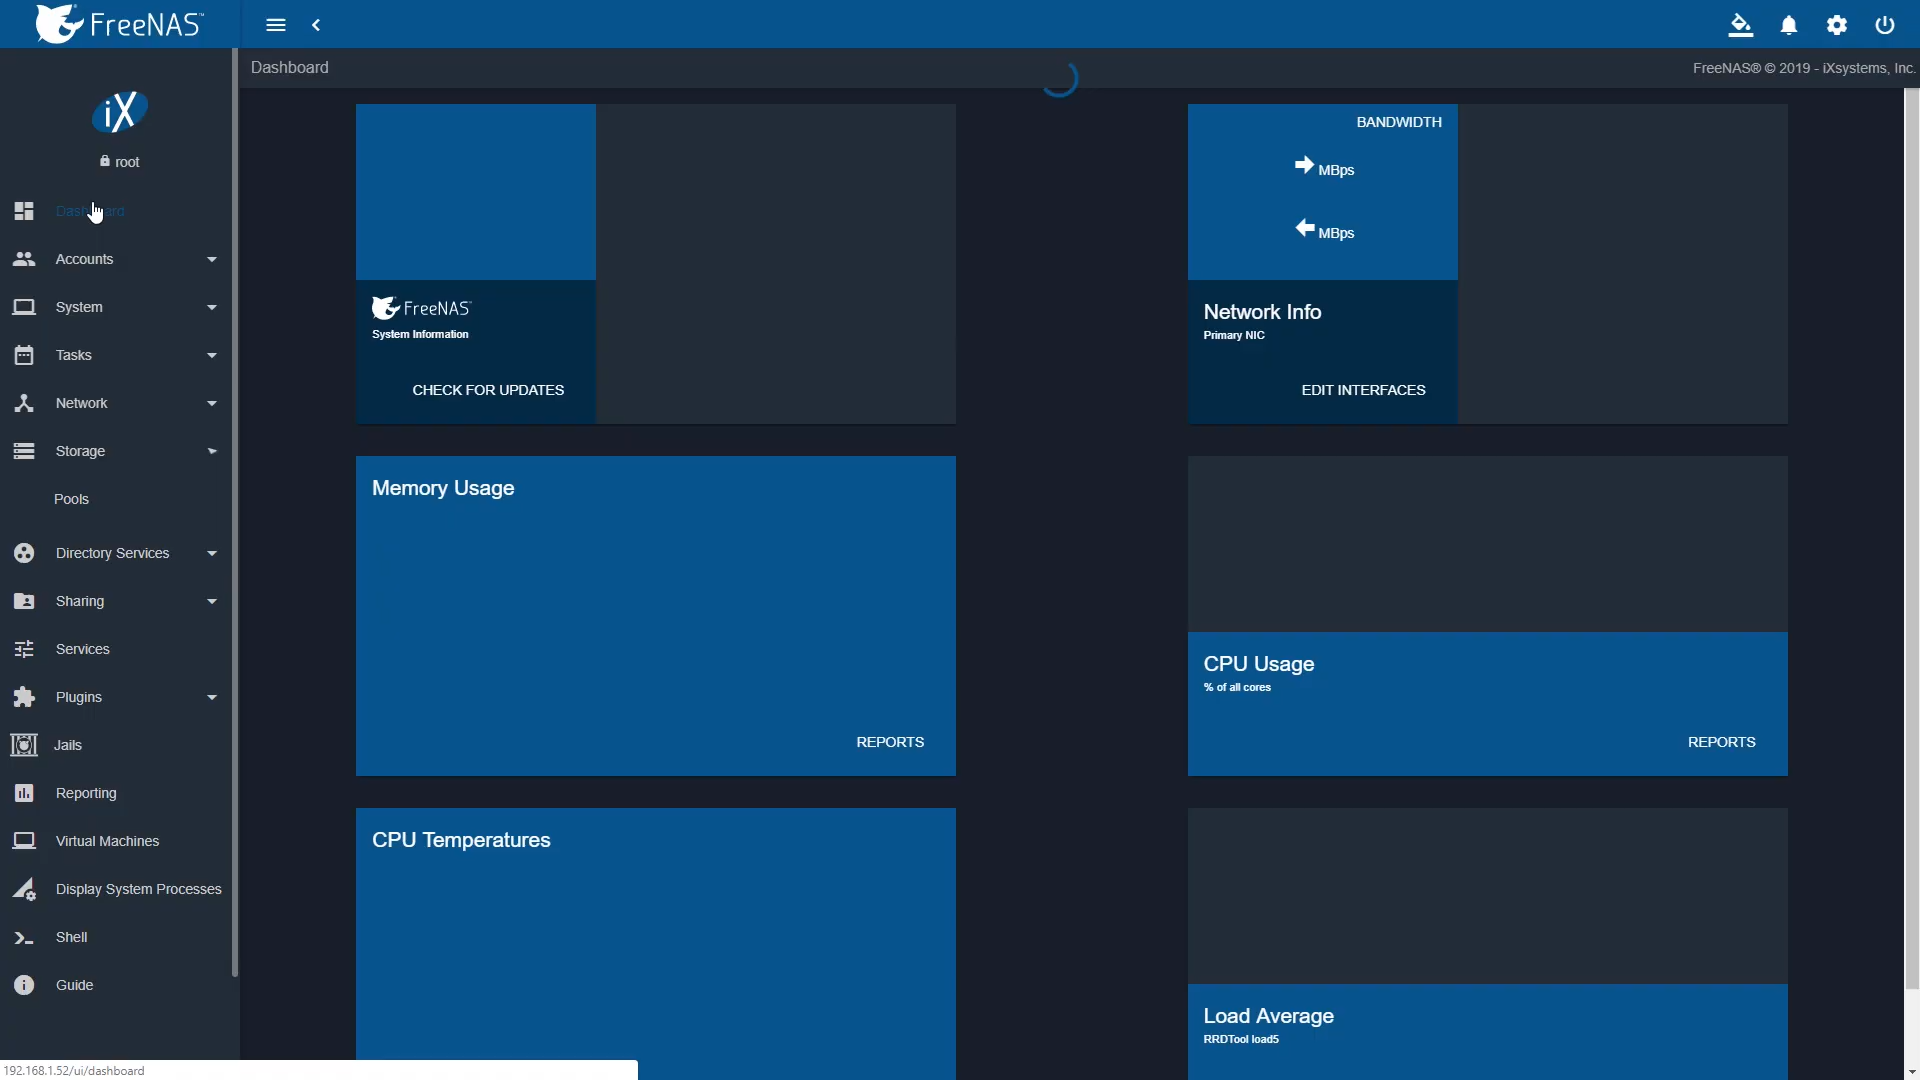 FreeNAS™
Dashboard
FreeNAS® © 2019 - iXsystems, Inc.
iX
root
Dashboard
Accounts
System
Tasks
Network
Storage
Pools
Directory Services
Sharing
Services
Plugins
Jails
Reporting
Virtual Machines
Display System Processes
Shell
Guide
FreeNAS™
System Information
CHECK FOR UPDATES
BANDWIDTH
MBps
MBps
Network Info
Primary NIC
EDIT INTERFACES
Memory Usage
REPORTS
CPU Usage
% of all cores
REPORTS
CPU Temperatures
Load Average
RRDTool load5
192.168.1.52/ui/dashboard